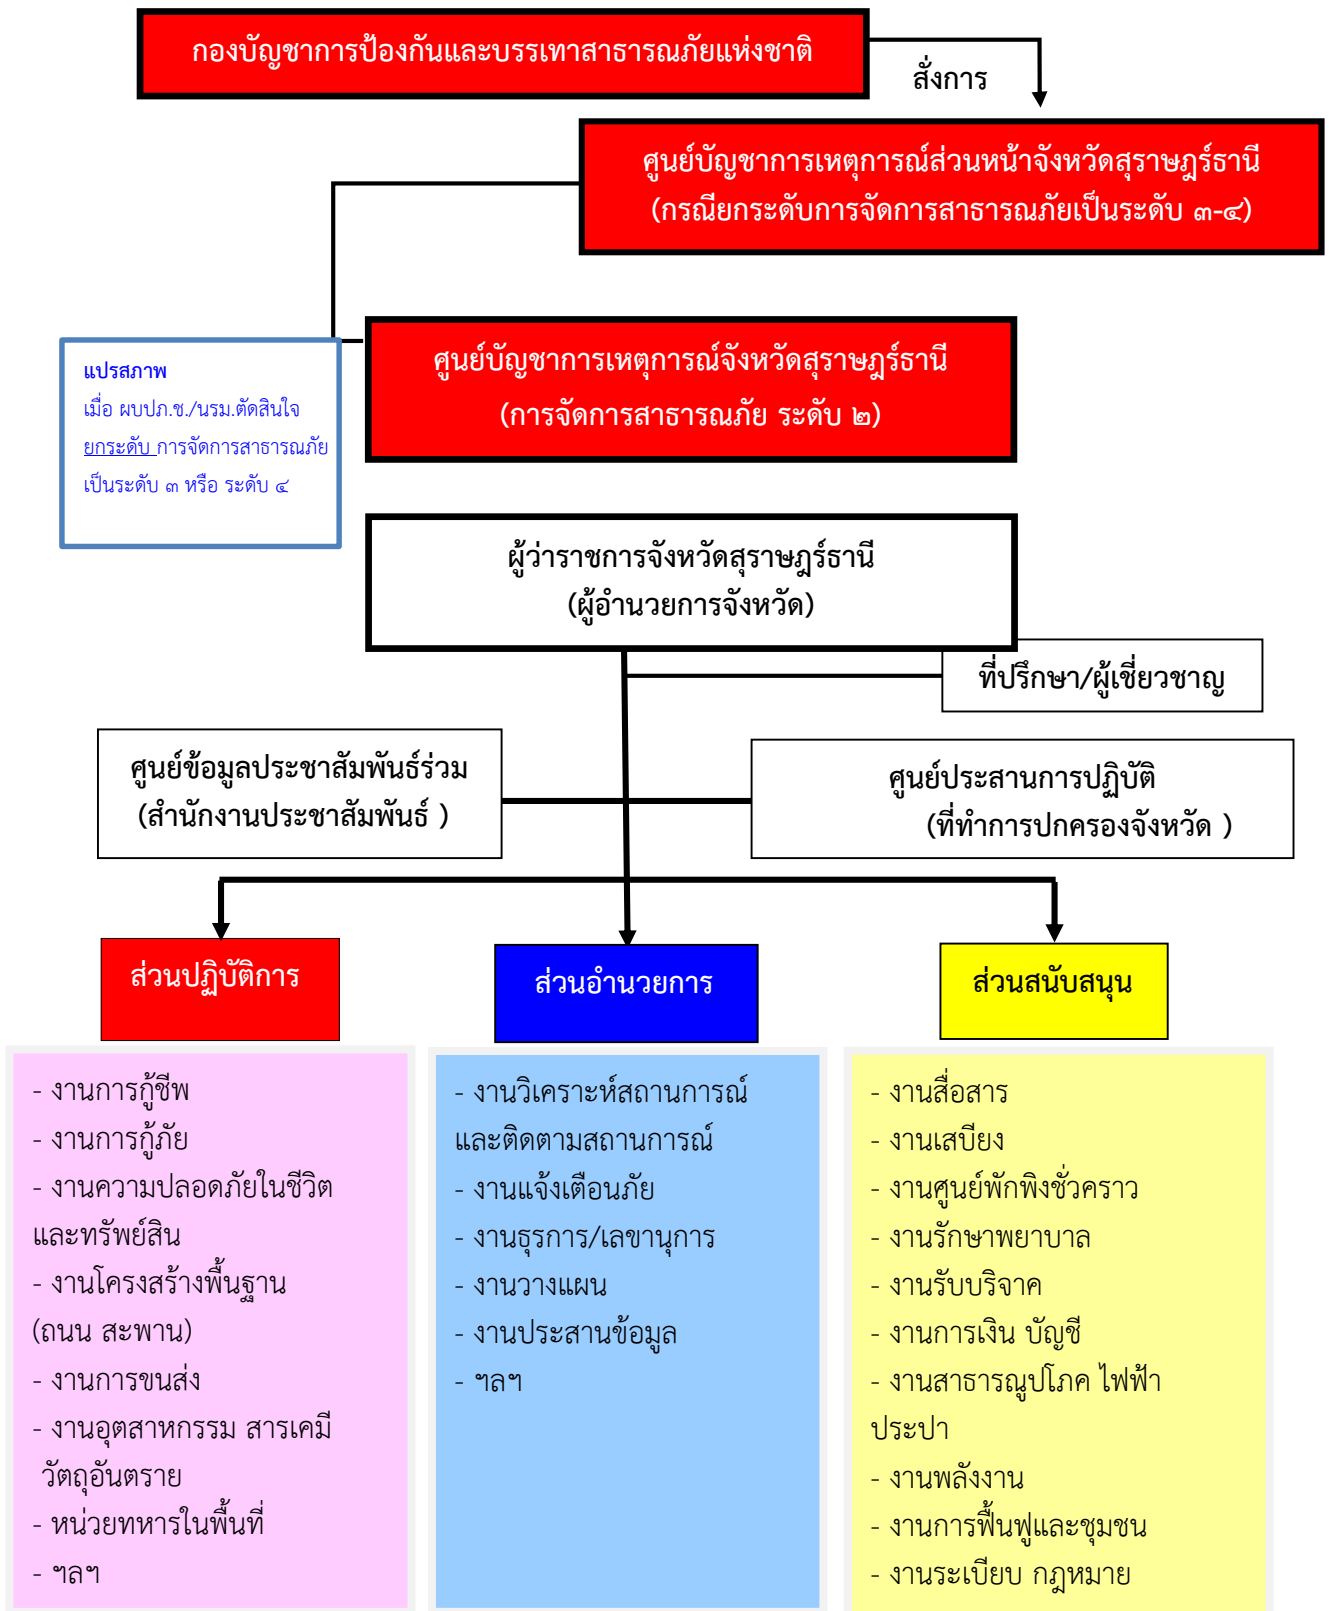 กองบัญชาการป้องกันและบรรเทาสาธารณภัยแห่งชาติ
สั่งการ
ศูนย์บัญชาการเหตุการณ์ส่วนหน้าจังหวัดสุราษฎร์ธานี
(กรณียกระดับการจัดการสาธารณภัยเป็นระดับ ๓-๔)
ศูนย์บัญชาการเหตุการณ์จังหวัดสุราษฎร์ธานี
(การจัดการสาธารณภัย ระดับ ๒)
แปรสภาพ
เมื่อ ผบปภ.ช./นรม.ตัดสินใจ
ยกระดับ การจัดการสาธารณภัย
เป็นระดับ ๓ หรือ ระดับ ๔
ผู้ว่าราชการจังหวัดสุราษฎร์ธานี
(ผู้อำนวยการจังหวัด)
ที่ปรึกษา/ผู้เชี่ยวชาญ
ศูนย์ข้อมูลประชาสัมพันธ์ร่วม
(สำนักงานประชาสัมพันธ์ )
ศูนย์ประสานการปฏิบัติ
(ที่ทำการปกครองจังหวัด )
ส่วนปฏิบัติการ
- งานการกู้ชีพ
- งานการกู้ภัย
- งานความปลอดภัยในชีวิต
และทรัพย์สิน
- งานโครงสร้างพื้นฐาน
(ถนน สะพาน)
- งานการขนส่ง
- งานอุตสาหกรรม สารเคมี
วัตถุอันตราย
- หน่วยทหารในพื้นที่
- ฯลฯ
ส่วนอำนวยการ
- งานวิเคราะห์สถานการณ์
และติดตามสถานการณ์
- งานแจ้งเตือนภัย
- งานธุรการ/เลขานุการ
- งานวางแผน
- งานประสานข้อมูล
- ฯลฯ
ส่วนสนับสนุน
- งานสื่อสาร
- งานเสบียง
- งานศูนย์พักพิงชั่วคราว
- งานรักษาพยาบาล
- งานรับบริจาค
- งานการเงิน บัญชี
- งานสาธารณูปโภค ไฟฟ้า
ประปา
- งานพลังงาน
- งานการฟื้นฟูและชุมชน
- งานระเบียบ กฎหมาย